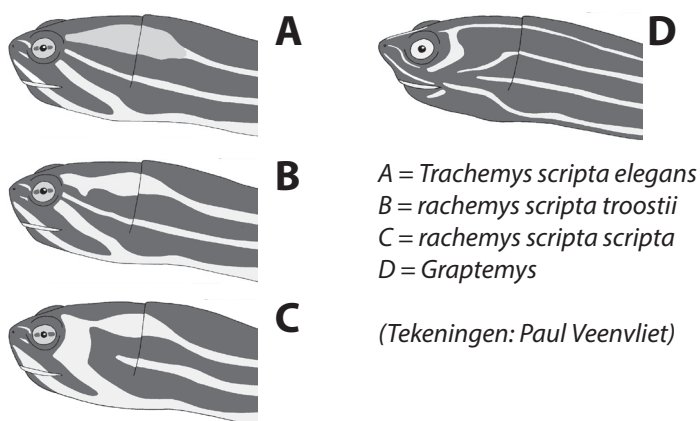 A
D
B
A = Trachemys scripta elegans
B = rachemys scripta troostii
C = rachemys scripta scripta
D = Graptemys
C
(Tekeningen: Paul Veenvliet)